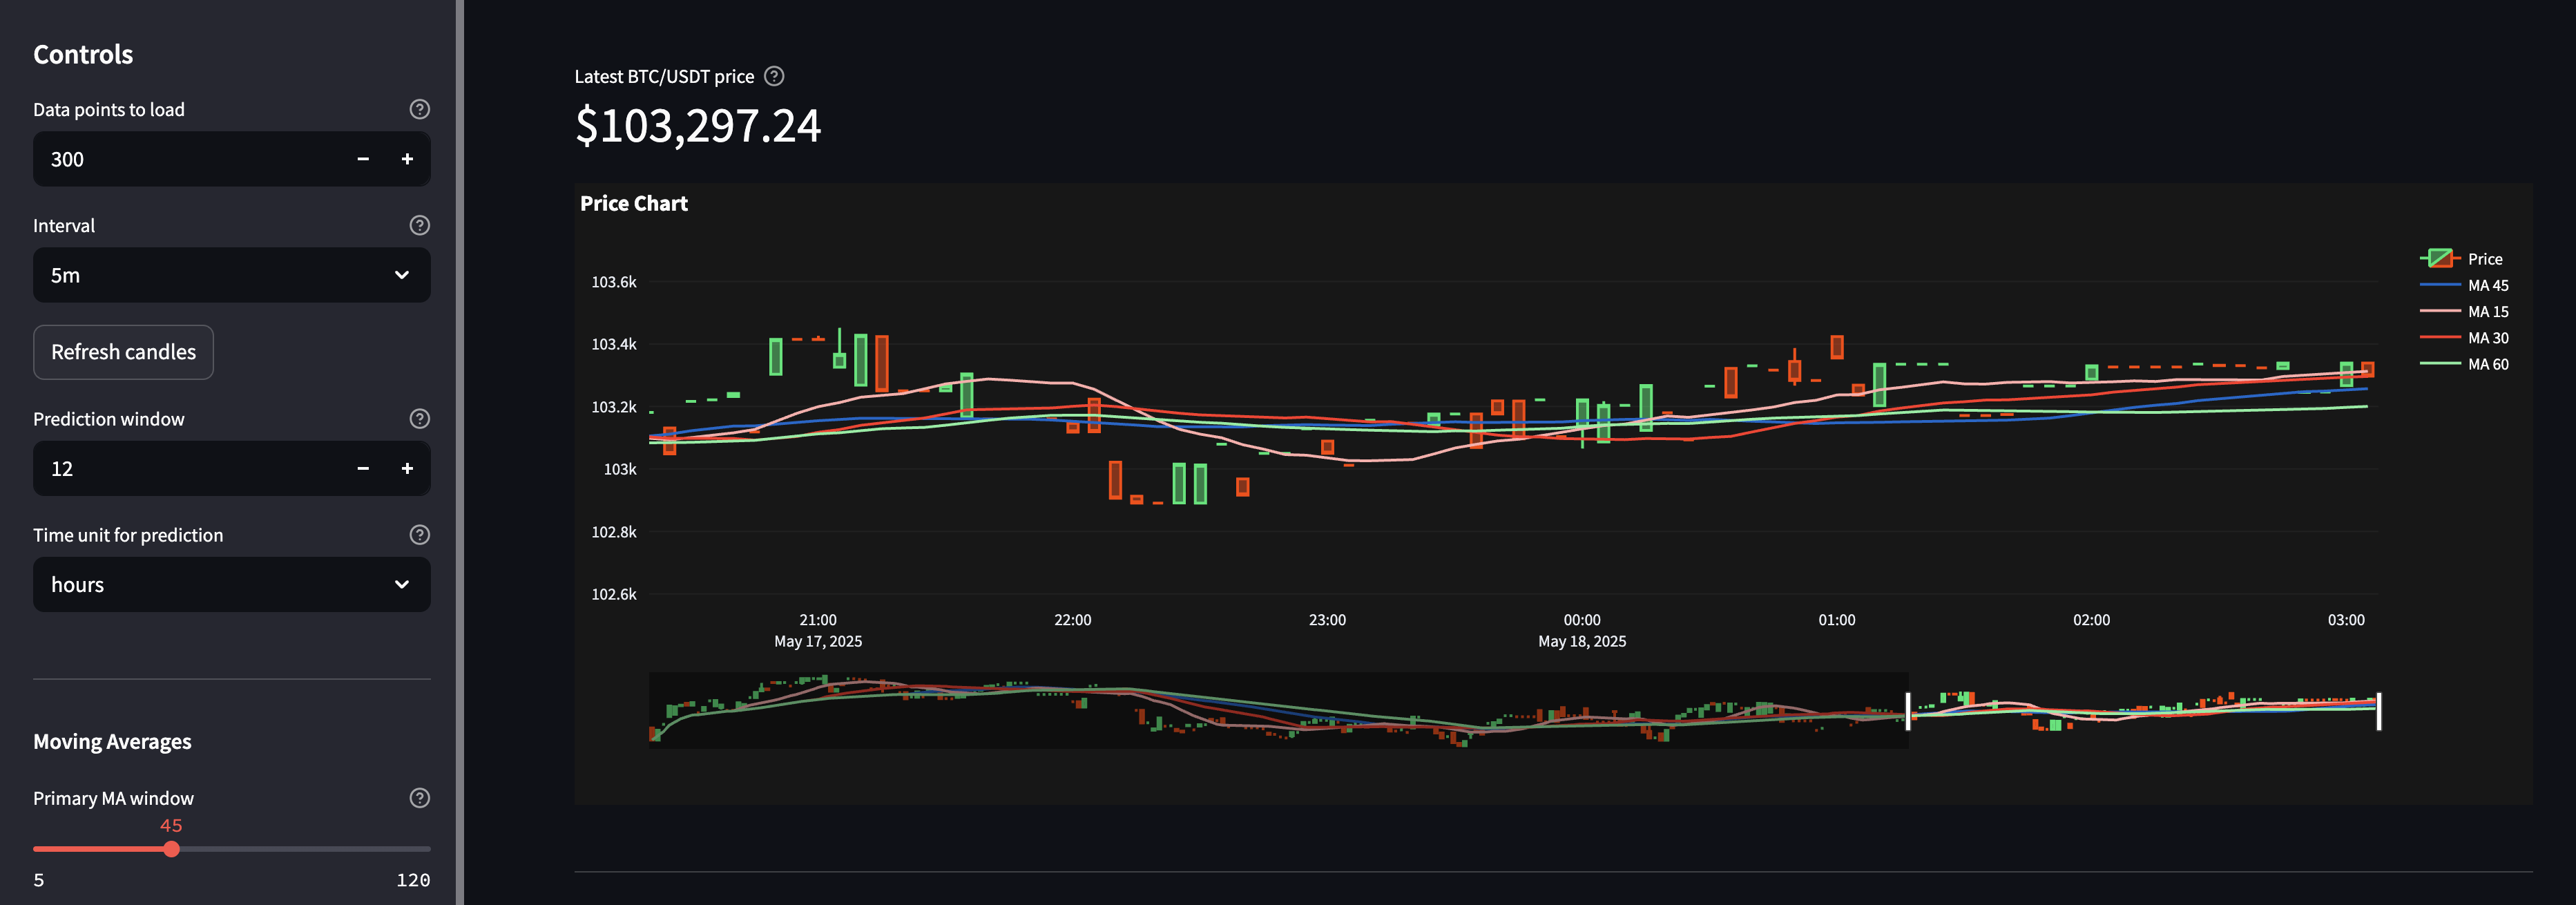 Controls
Data points to load
300
Interval
5m
Refresh candles
Prediction window
12
Time unit for prediction
hours
Moving Averages
Primary MA window
45
5
120
Latest BTC/USDT price
$103,297.24
Price Chart
103.6k
103.4k
103.2k
103k
102.8k
102.6k
21:00
May 17, 2025
22:00
23:00
00:00
May 18, 2025
01:00
02:00
03:00
Price
MA 45
MA 15
MA 30
MA 60